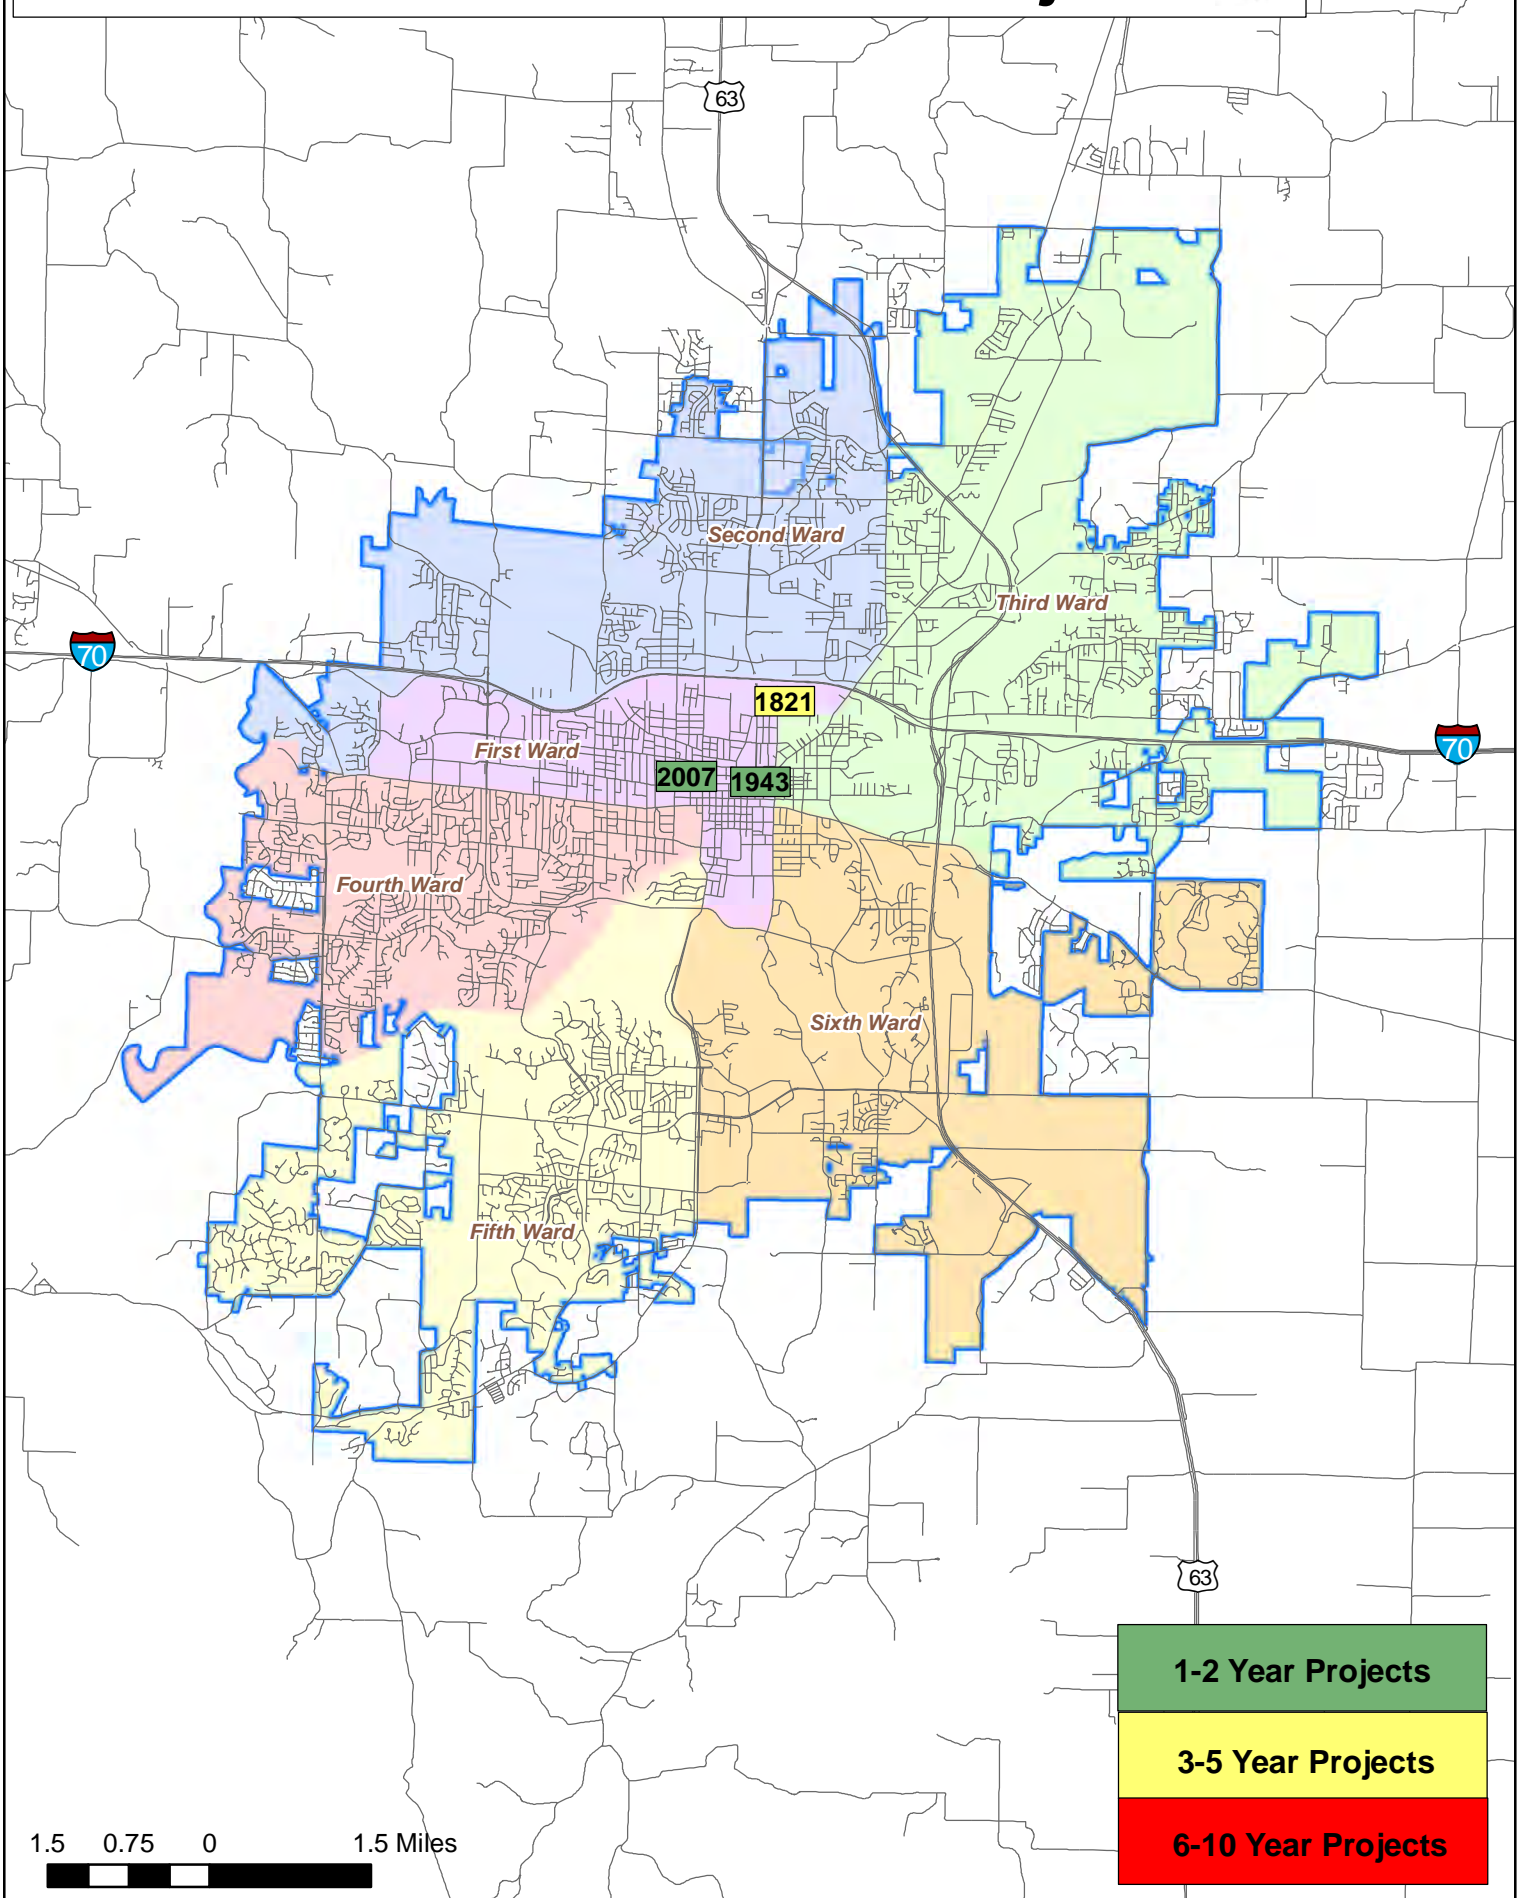 63
Second Ward
Third Ward
70
1821
First Ward
70
2007
1943
Fourth Ward
Sixth Ward
Fifth Ward
63
1-2 Year Projects
3-5 Year Projects
6-10 Year Projects
1.5 0.75 0 1.5 Miles